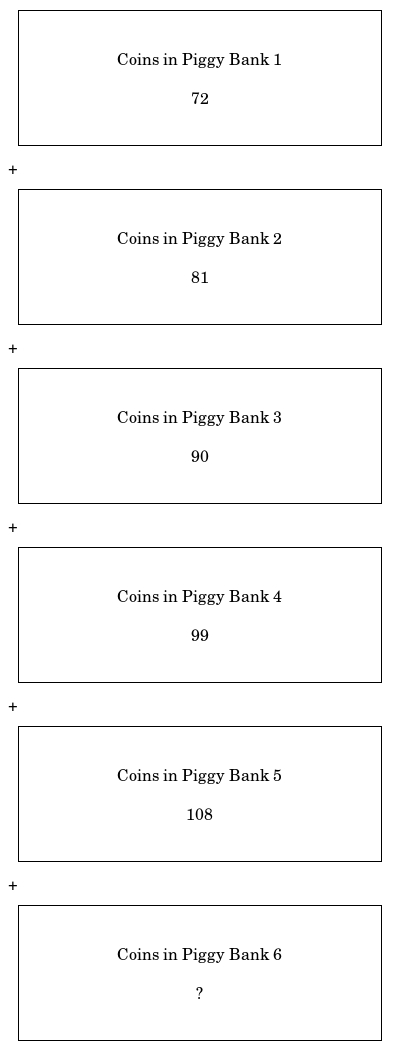 Coins in Piggy Bank 1
72
+
Coins in Piggy Bank 2
81
+
Coins in Piggy Bank 3
90
+
Coins in Piggy Bank 4
99
+
Coins in Piggy Bank 5
108
+
Coins in Piggy Bank 6
?